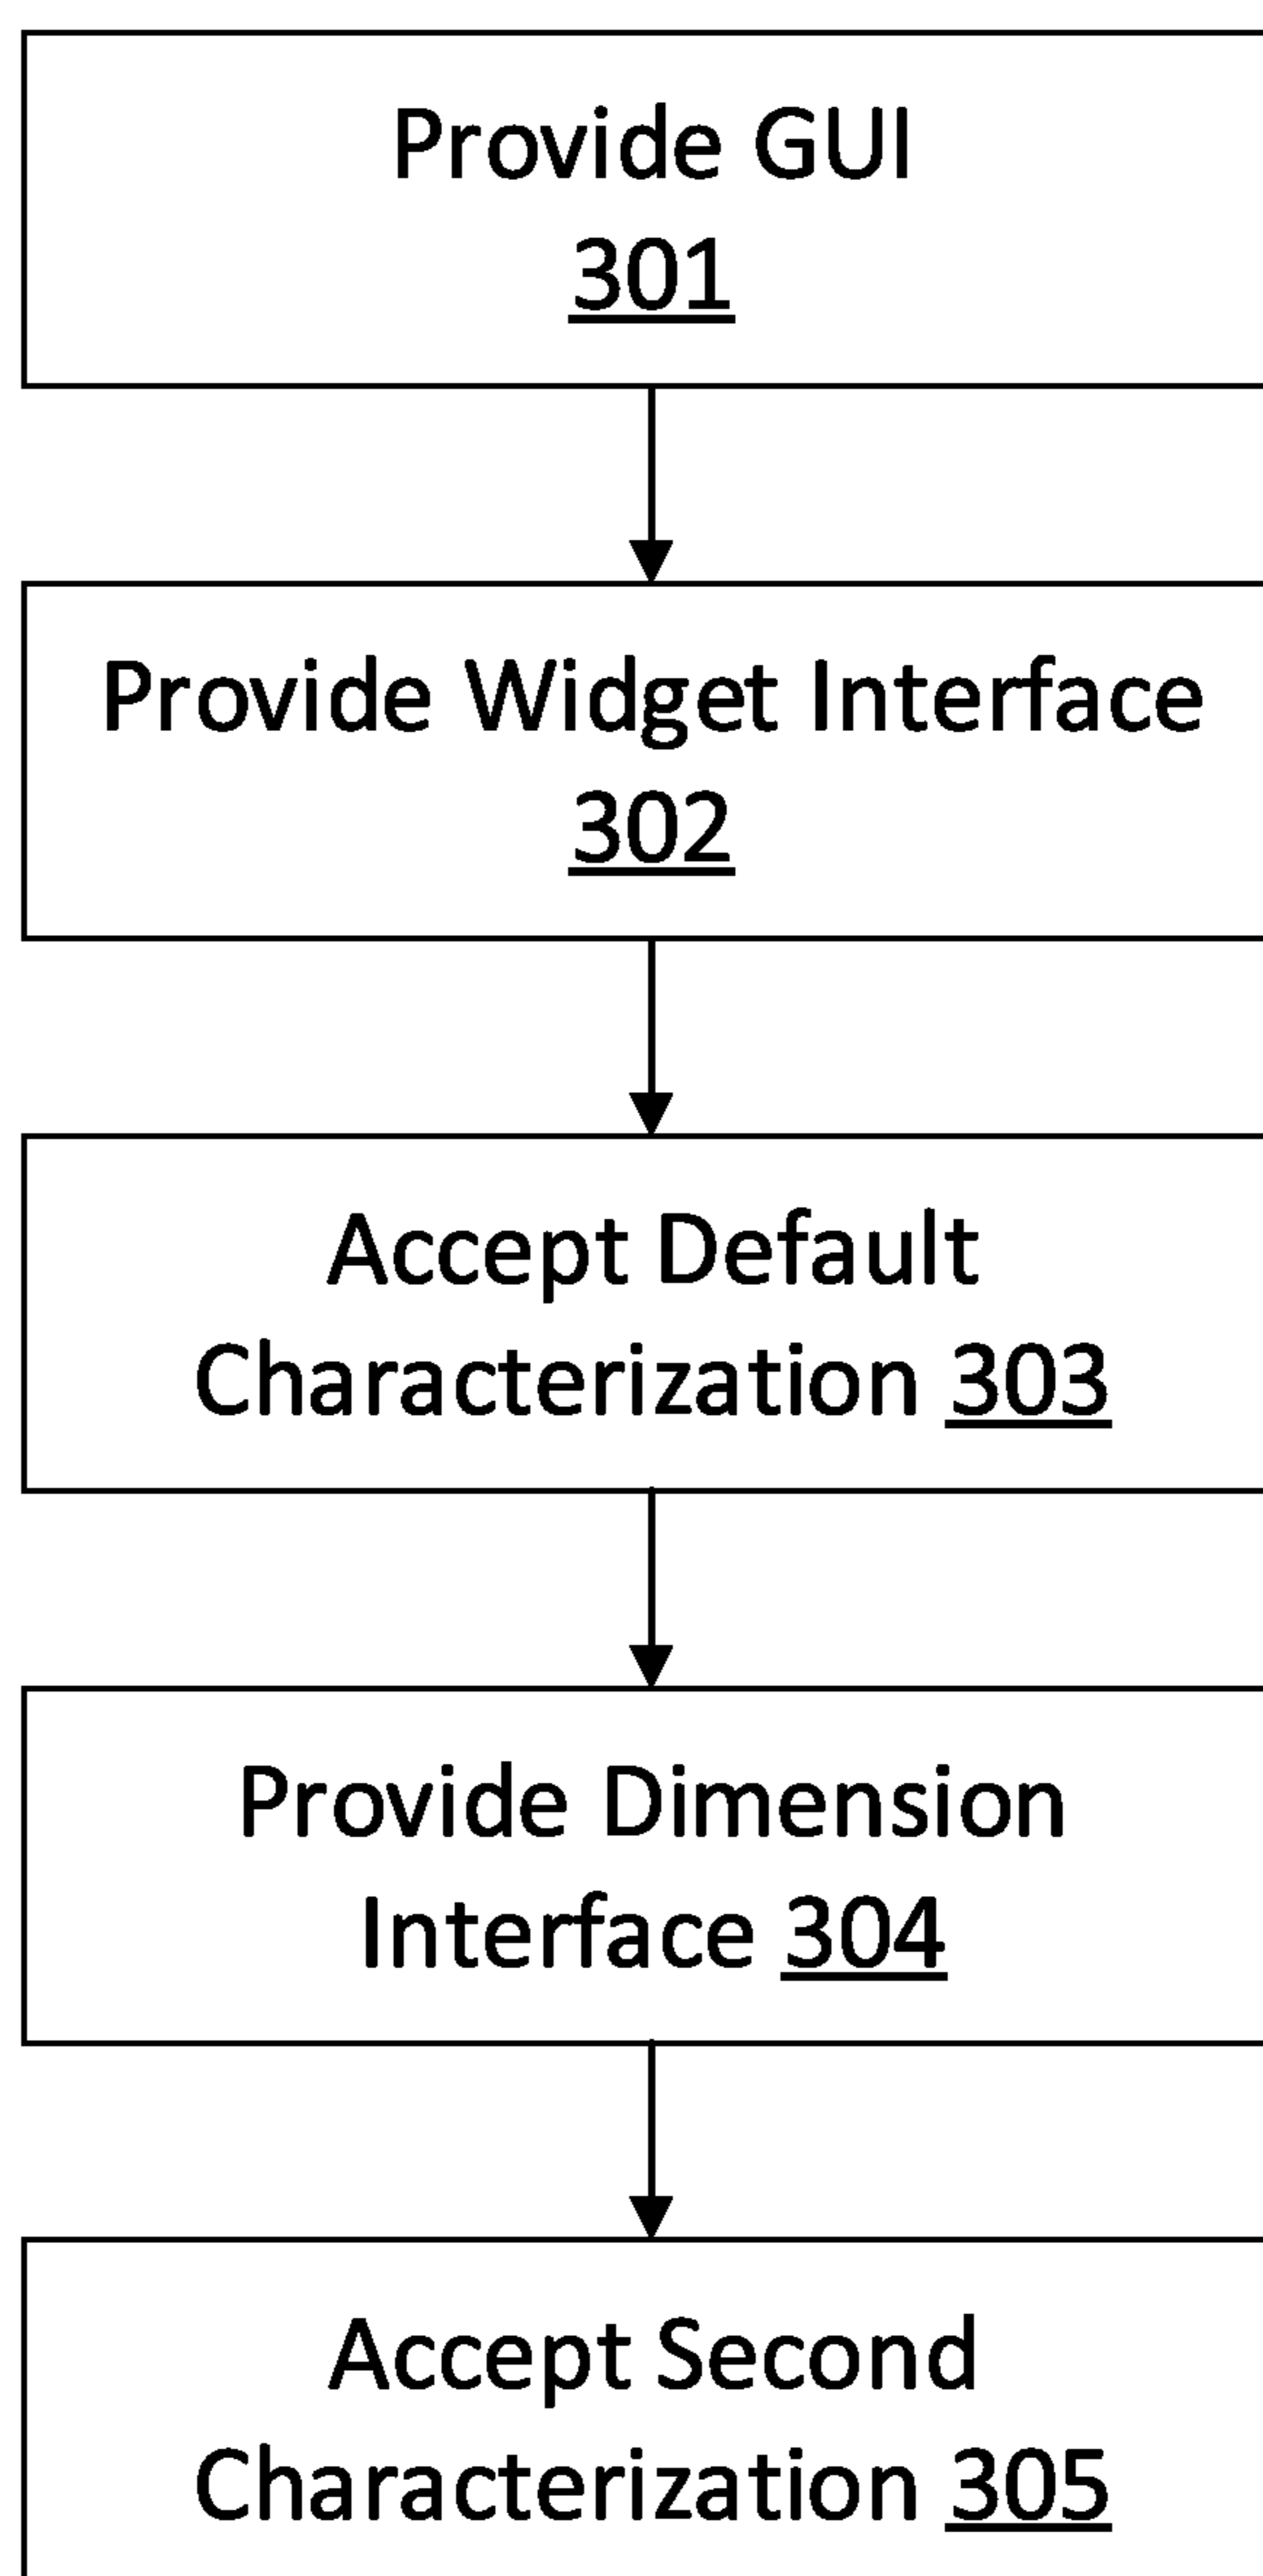 Provide GUI
301
Provide Widget Interface
302
Accept Default
Characterization 303
Provide Dimension
Interface 304
Accept Second
Characterization 305